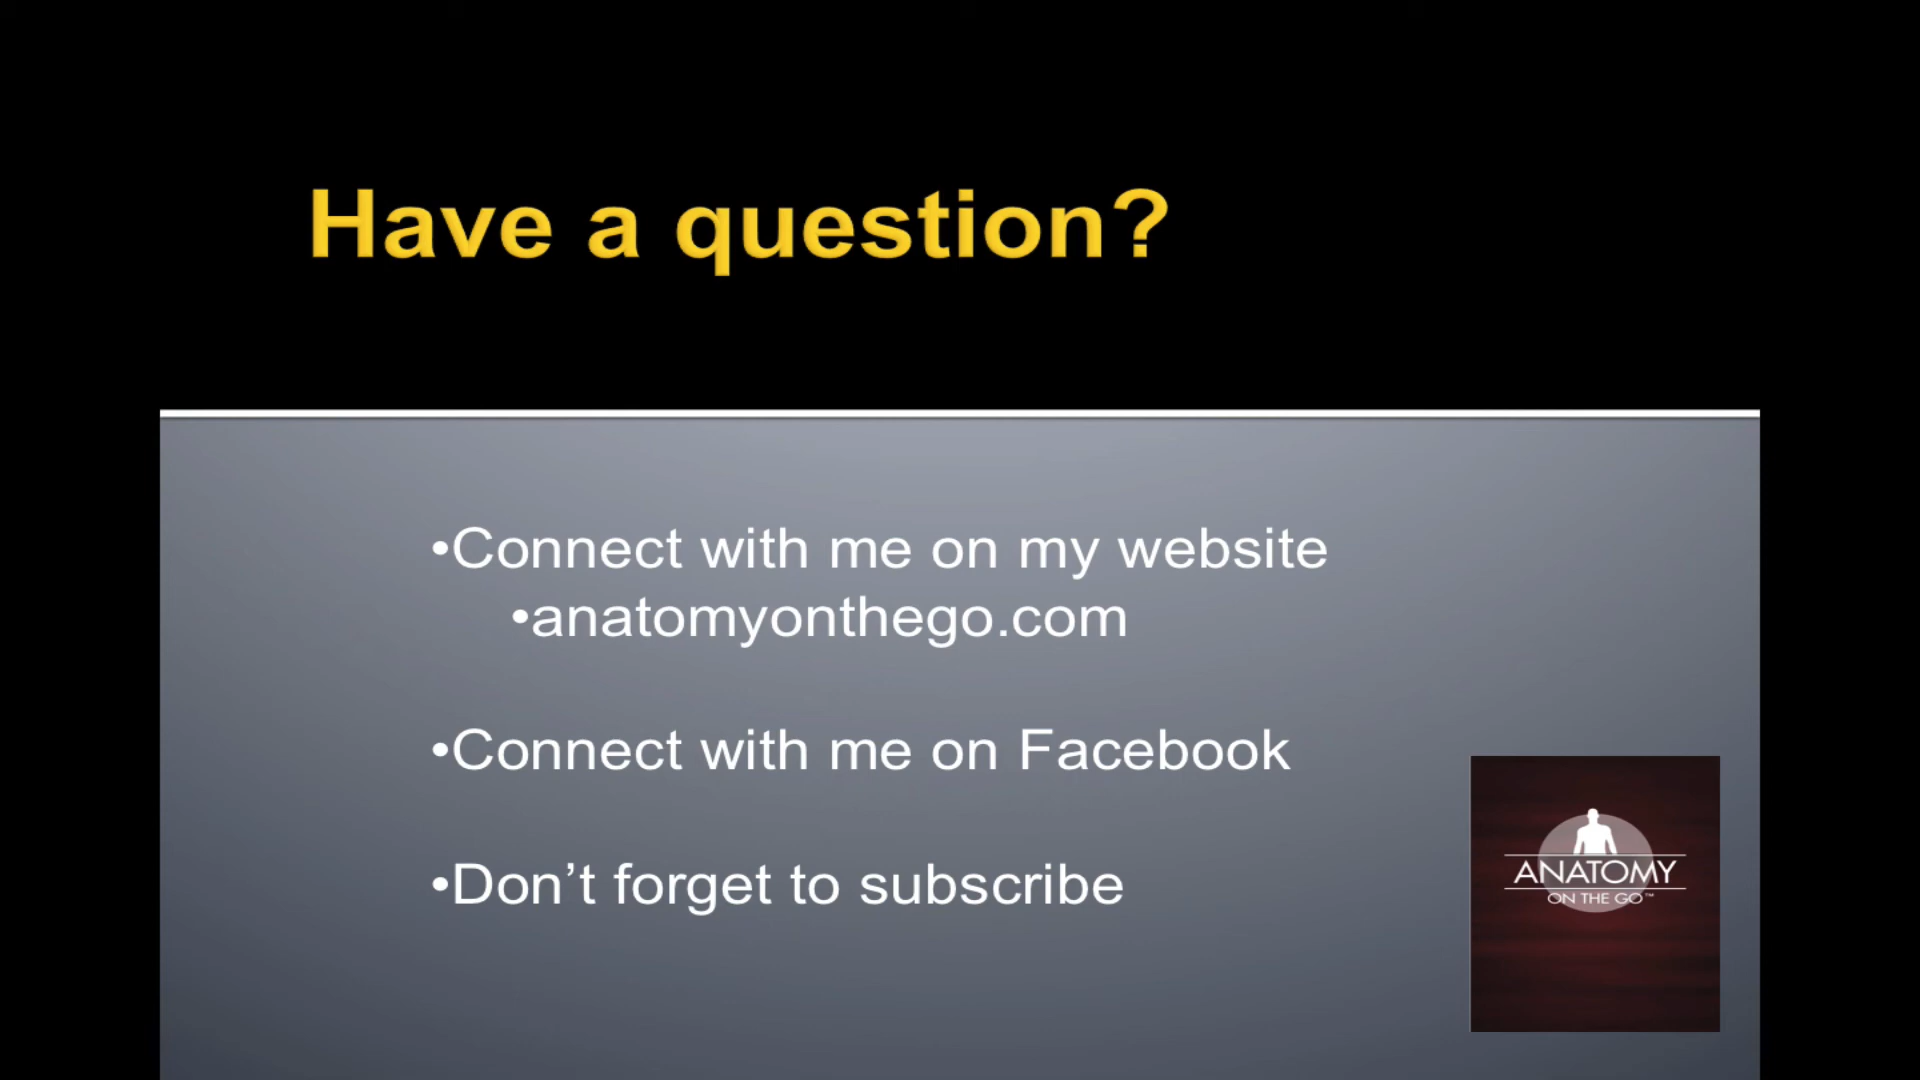 Have a question?
•Connect with me on my website
•anatomyonthego.com
•Connect with me on Facebook
•Don’t forget to subscribe
ANATOMY
ON THE GO™